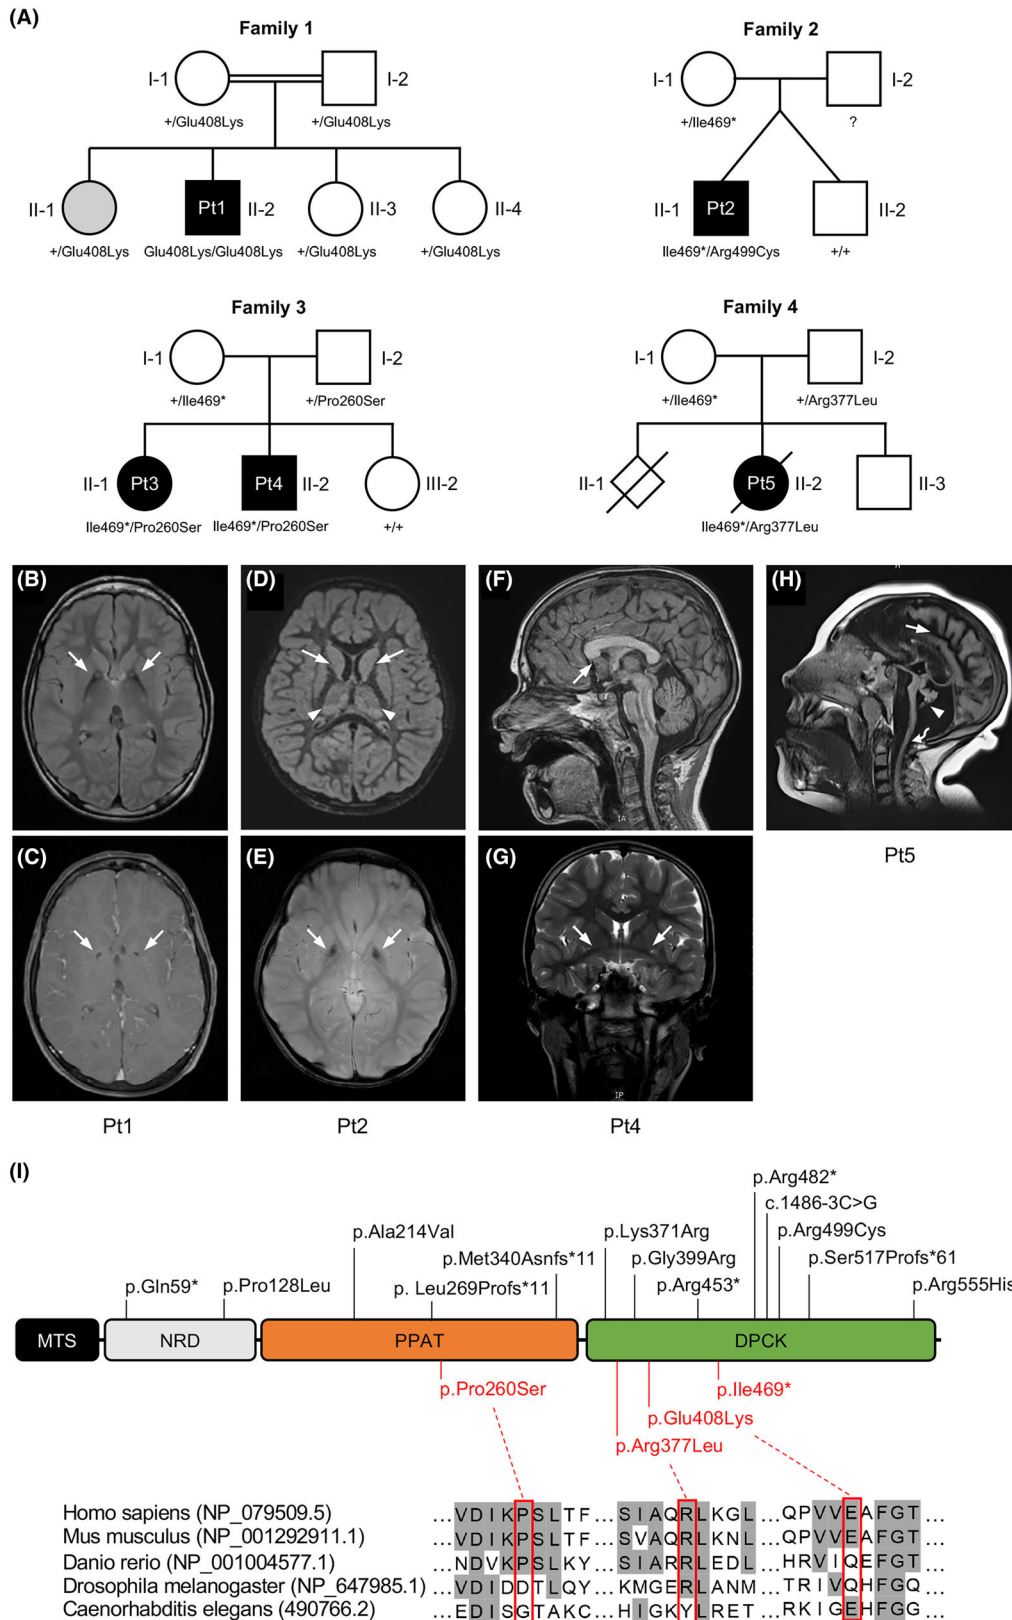 (A)
Family 1
I-1
I-2
+/Glu408Lys
+/Glu408Lys
II-1
Pt1
II-2
II-3
II-4
+/Glu408Lys
Glu408Lys/Glu408Lys
+/Glu408Lys
+/Glu408Lys
Family 2
I-1
I-2
+/Ile469*
?
II-1
Pt2
II-2
Ile469*/Arg499Cys
+/+
Family 3
I-1
I-2
+/Ile469*
+/Pro260Ser
II-1
Pt3
Pt4
II-2
III-2
Ile469*/Pro260Ser
Ile469*/Pro260Ser
+/+
Family 4
I-1
I-2
+/Ile469*
+/Arg377Leu
II-1
Pt5
II-2
II-3
Ile469*/Arg377Leu
(B)
(D)
(F)
(H)
IA
Pt5
(C)
(E)
(G)
IP
Pt1
Pt2
Pt4
(I)
p.Arg482*
c.1486-3C>G
p.Ala214Val
p.Lys371Arg
p.Arg499Cys
p.Met340Asnfs*11
p.Gly399Arg
p.Ser517Profs*61
p.Gln59*
p.Pro128Leu
p. Leu269Profs*11
p.Arg453*
p.Arg555His
MTS
NRD
PPAT
DPCK
p.Pro260Ser
p.Ile469*
p.Glu408Lys
p.Arg377Leu
Homo sapiens (NP_079509.5) ...VDIKPSLTF...SIAQRLKGL...QPVVEAFGT...
Mus musculus (NP_001292911.1) ...VDIKPSLTF...SVAQRLKNL...QPVVEAFGT...
Danio rerio (NP_001004577.1) ...NDVKPSLKY...SIARRLEDL...HRVIQEFGT...
Drosophila melanogaster (NP_647985.1) ...VDIDDTLQY...KMGERLANM...TRIVQHFGQ...
Caenorhabditis elegans (490766.2) ...EDISGTAKC...HIGKYLRET...RKIGEHFGF...